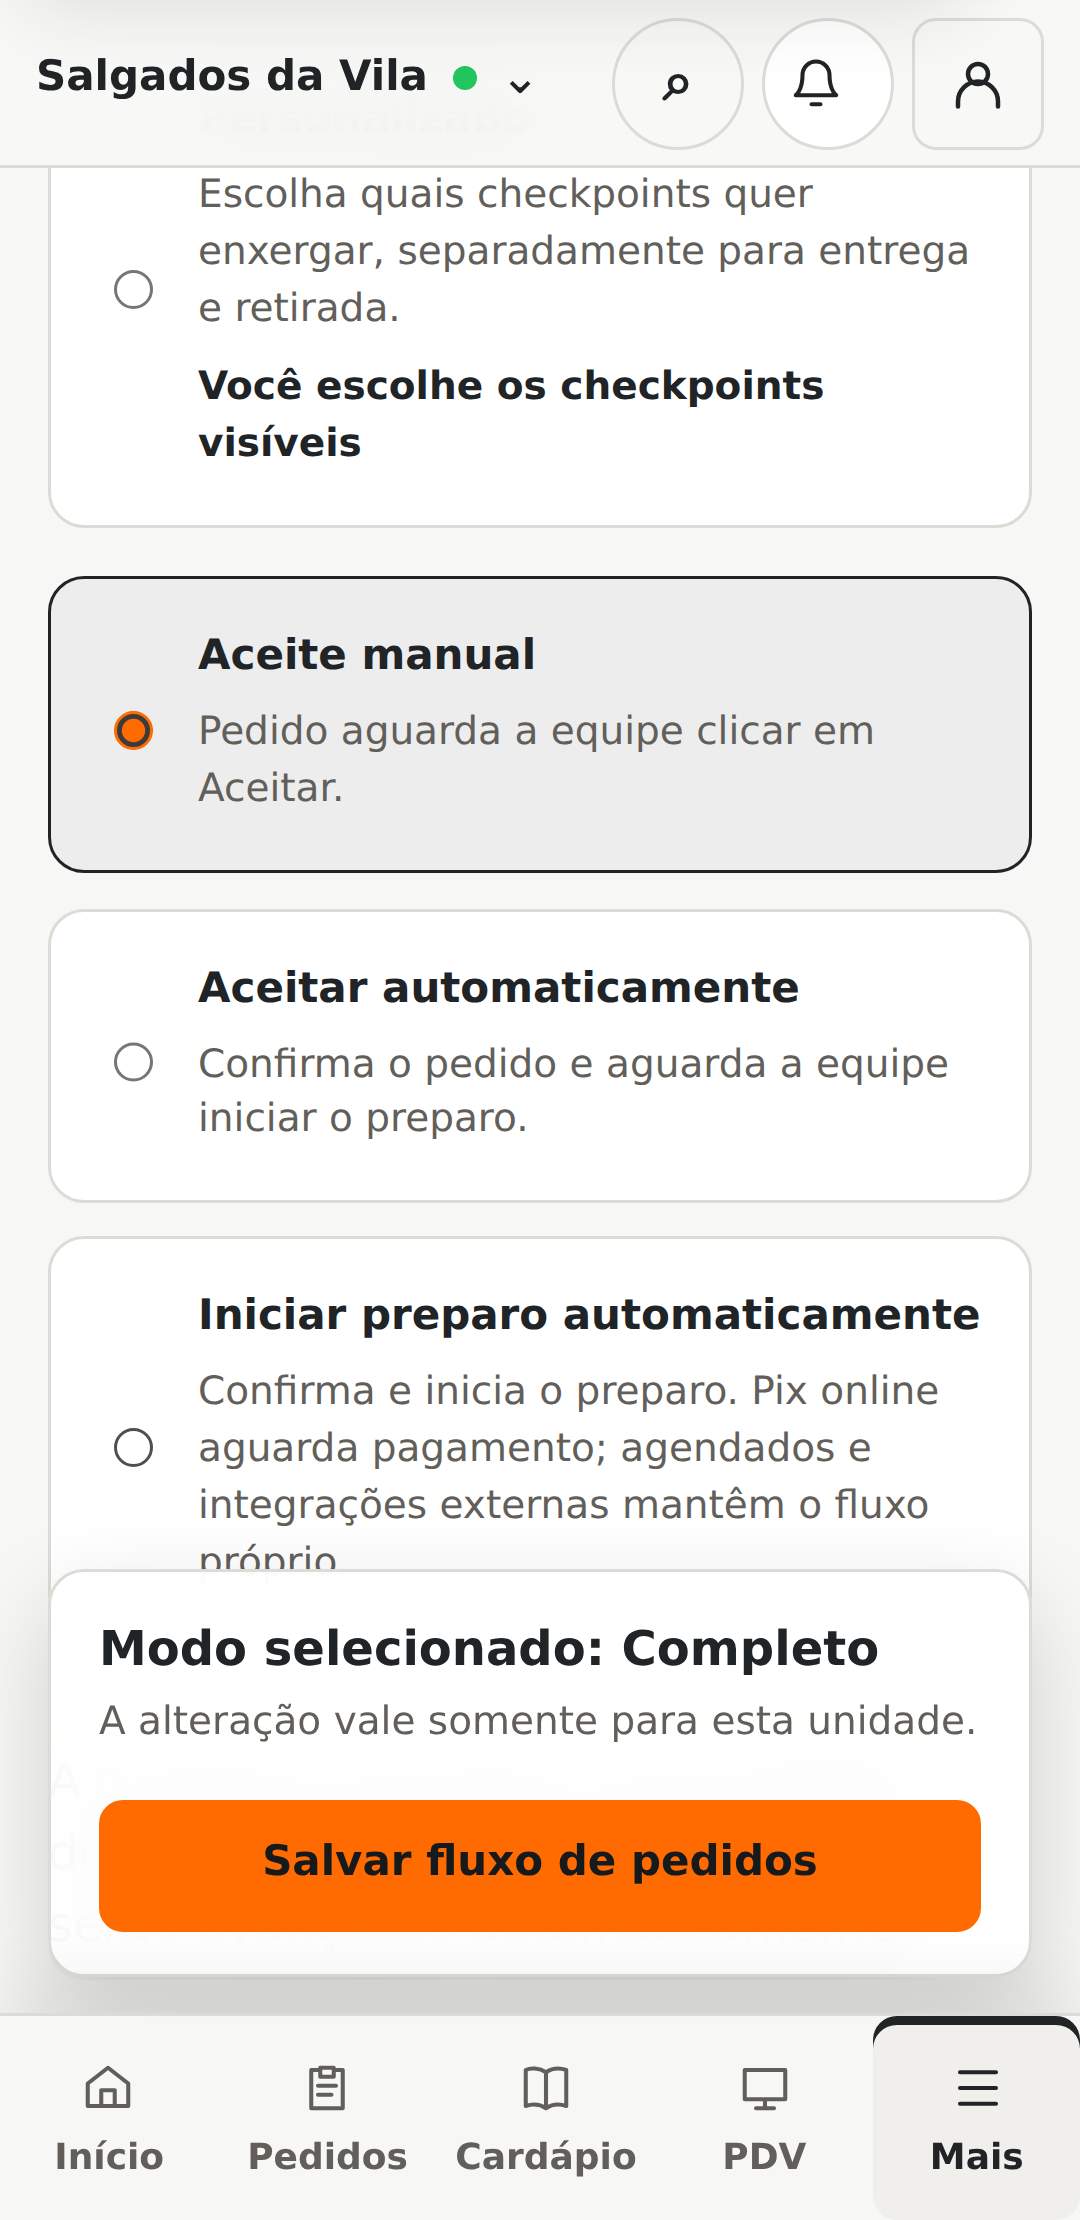 Salgados da Vila
Escolha quais checkpoints quer
enxergar, separadamente para entrega
e retirada.
Você escolhe os checkpoints
visíveis
Aceite manual
Pedido aguarda a equipe clicar em
Aceitar.
Aceitar automaticamente
Confirma o pedido e aguarda a equipe
iniciar o preparo.
Iniciar preparo automaticamente
Confirma e inicia o preparo. Pix online
aguarda pagamento; agendados e
integrações externas mantêm o fluxo
próprio
Modo selecionado: Completo
A alteração vale somente para esta unidade.
Salvar fluxo de pedidos
Início
Pedidos
Cardápio
PDV
Mais